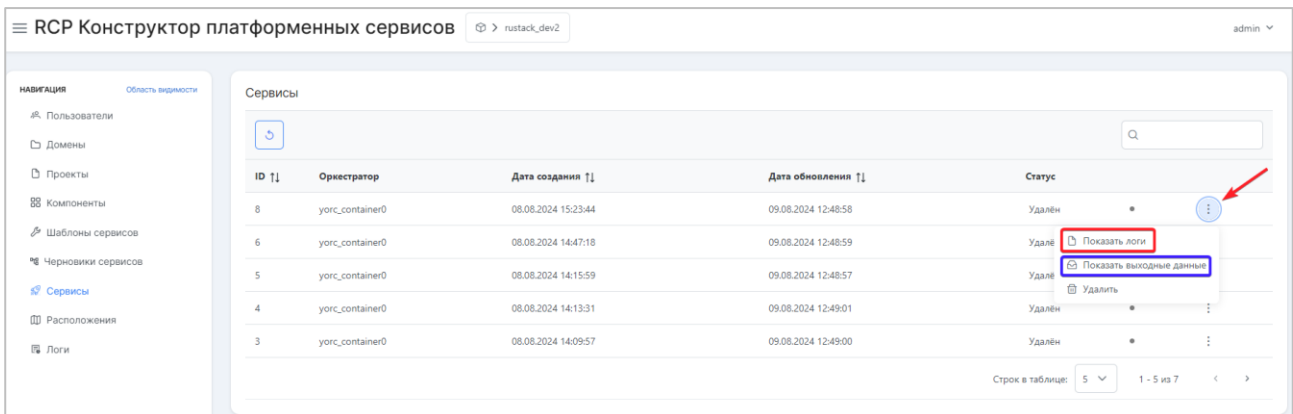 RCP Конструктор платформенных сервисов rustack_dev2 admin
НАВИГАЦИЯ Область видимости
Пользователи
Домены
Проекты
Компоненты
Шаблоны сервисов
Черновики сервисов
Сервисы
Расположения
Логи
Сервисы
ID Оркестратор Дата создания Дата обновления Статус
8 yorc_container0 08.08.2024 15:23:44 09.08.2024 12:48:58 Удалён
6 yorc_container0 08.08.2024 14:47:18 09.08.2024 12:48:59
5 yorc_container0 08.08.2024 14:15:59 09.08.2024 12:48:57
4 yorc_container0 08.08.2024 14:13:31 09.08.2024 12:49:01 Удалён
3 yorc_container0 08.08.2024 14:09:57 09.08.2024 12:49:00 Удалён
Показать логи
Показать выходные данные
Удалить
Строк в таблице: 5 1 - 5 из 7